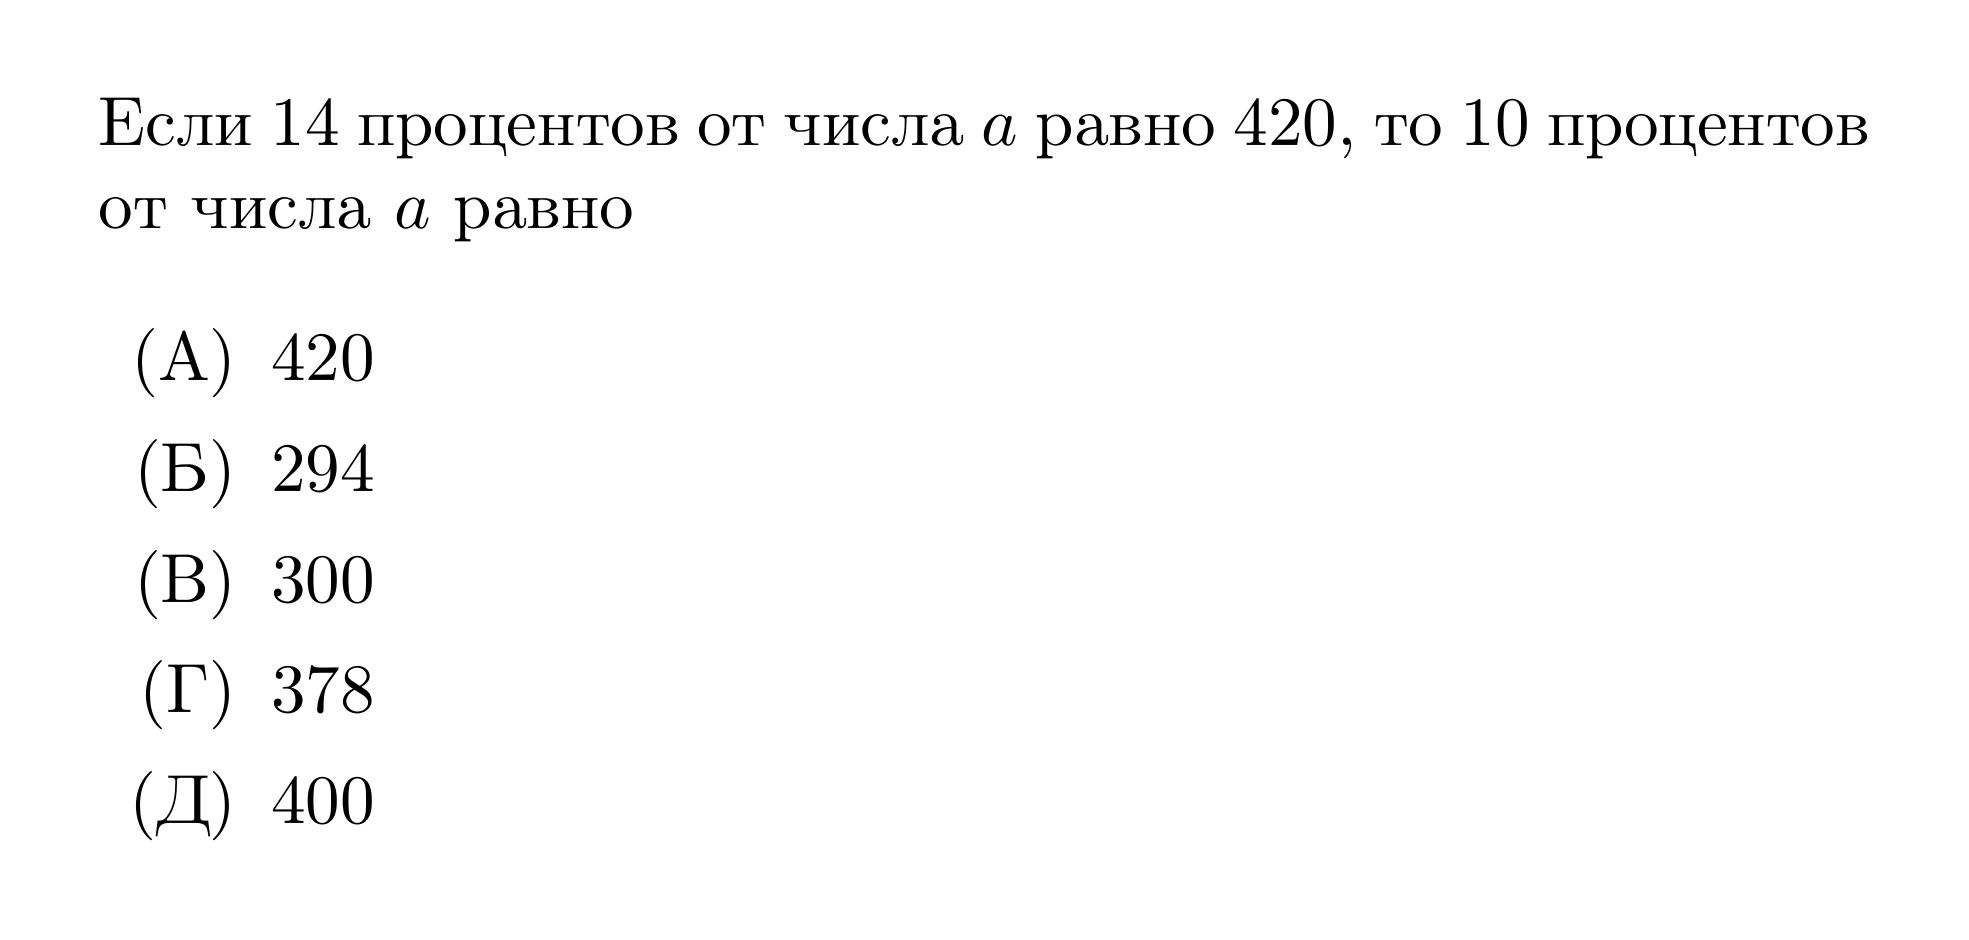 Если 14 процентов от числа a равно 420, то 10 процентов
от числа a равно
(А) 420
(Б) 294
(В) 300
(Г) 378
(Д) 400